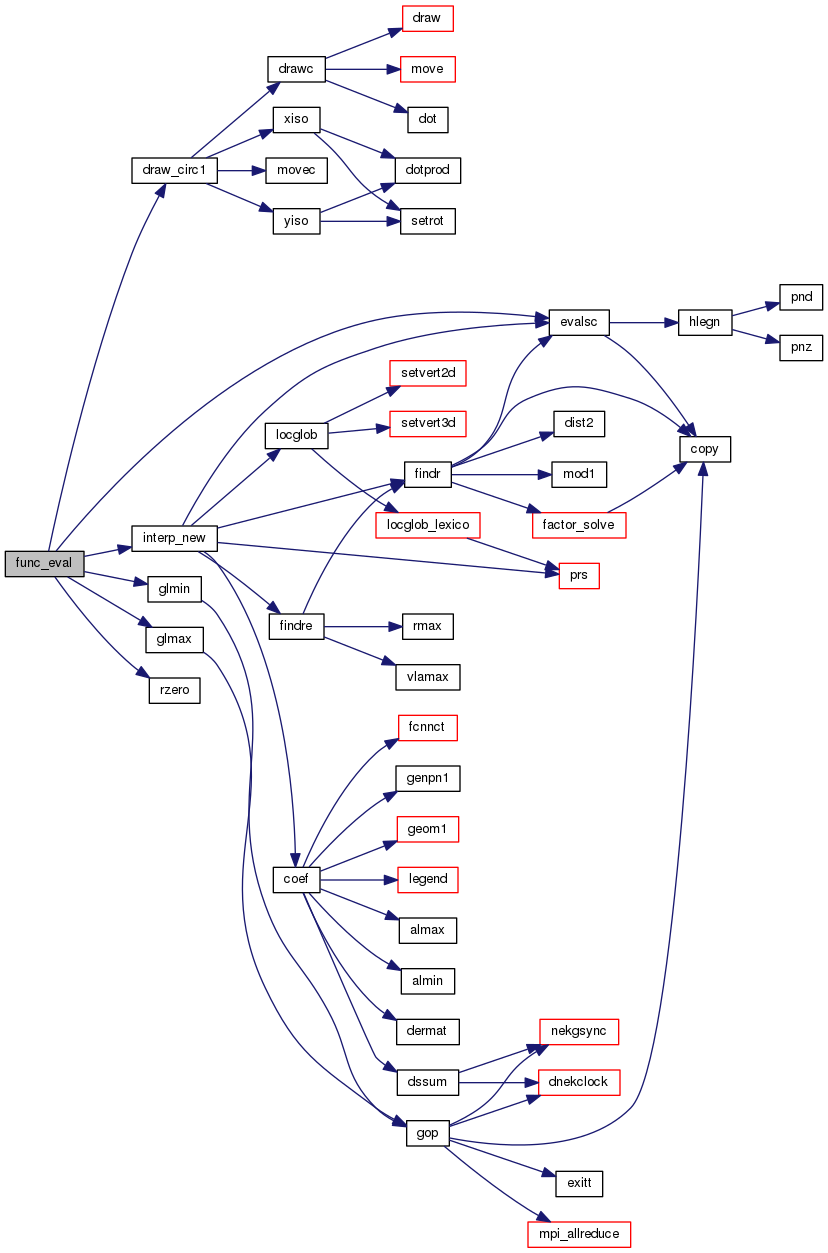 draw
drawc
move
xiso
dot
draw_circ1
movec
dotprod
yiso
setrot
pnd
evalsc
hlegn
pnz
setvert2d
locglob
setvert3d
dist2
copy
findr
mod1
locglob_lexico
factor_solve
interp_new
func_eval
prs
glmin
findre
rmax
glmax
vlamax
rzero
fcnnct
genpn1
geom1
coef
legend
almax
almin
dermat
nekgsync
dssum
dnekclock
gop
exitt
mpi_allreduce